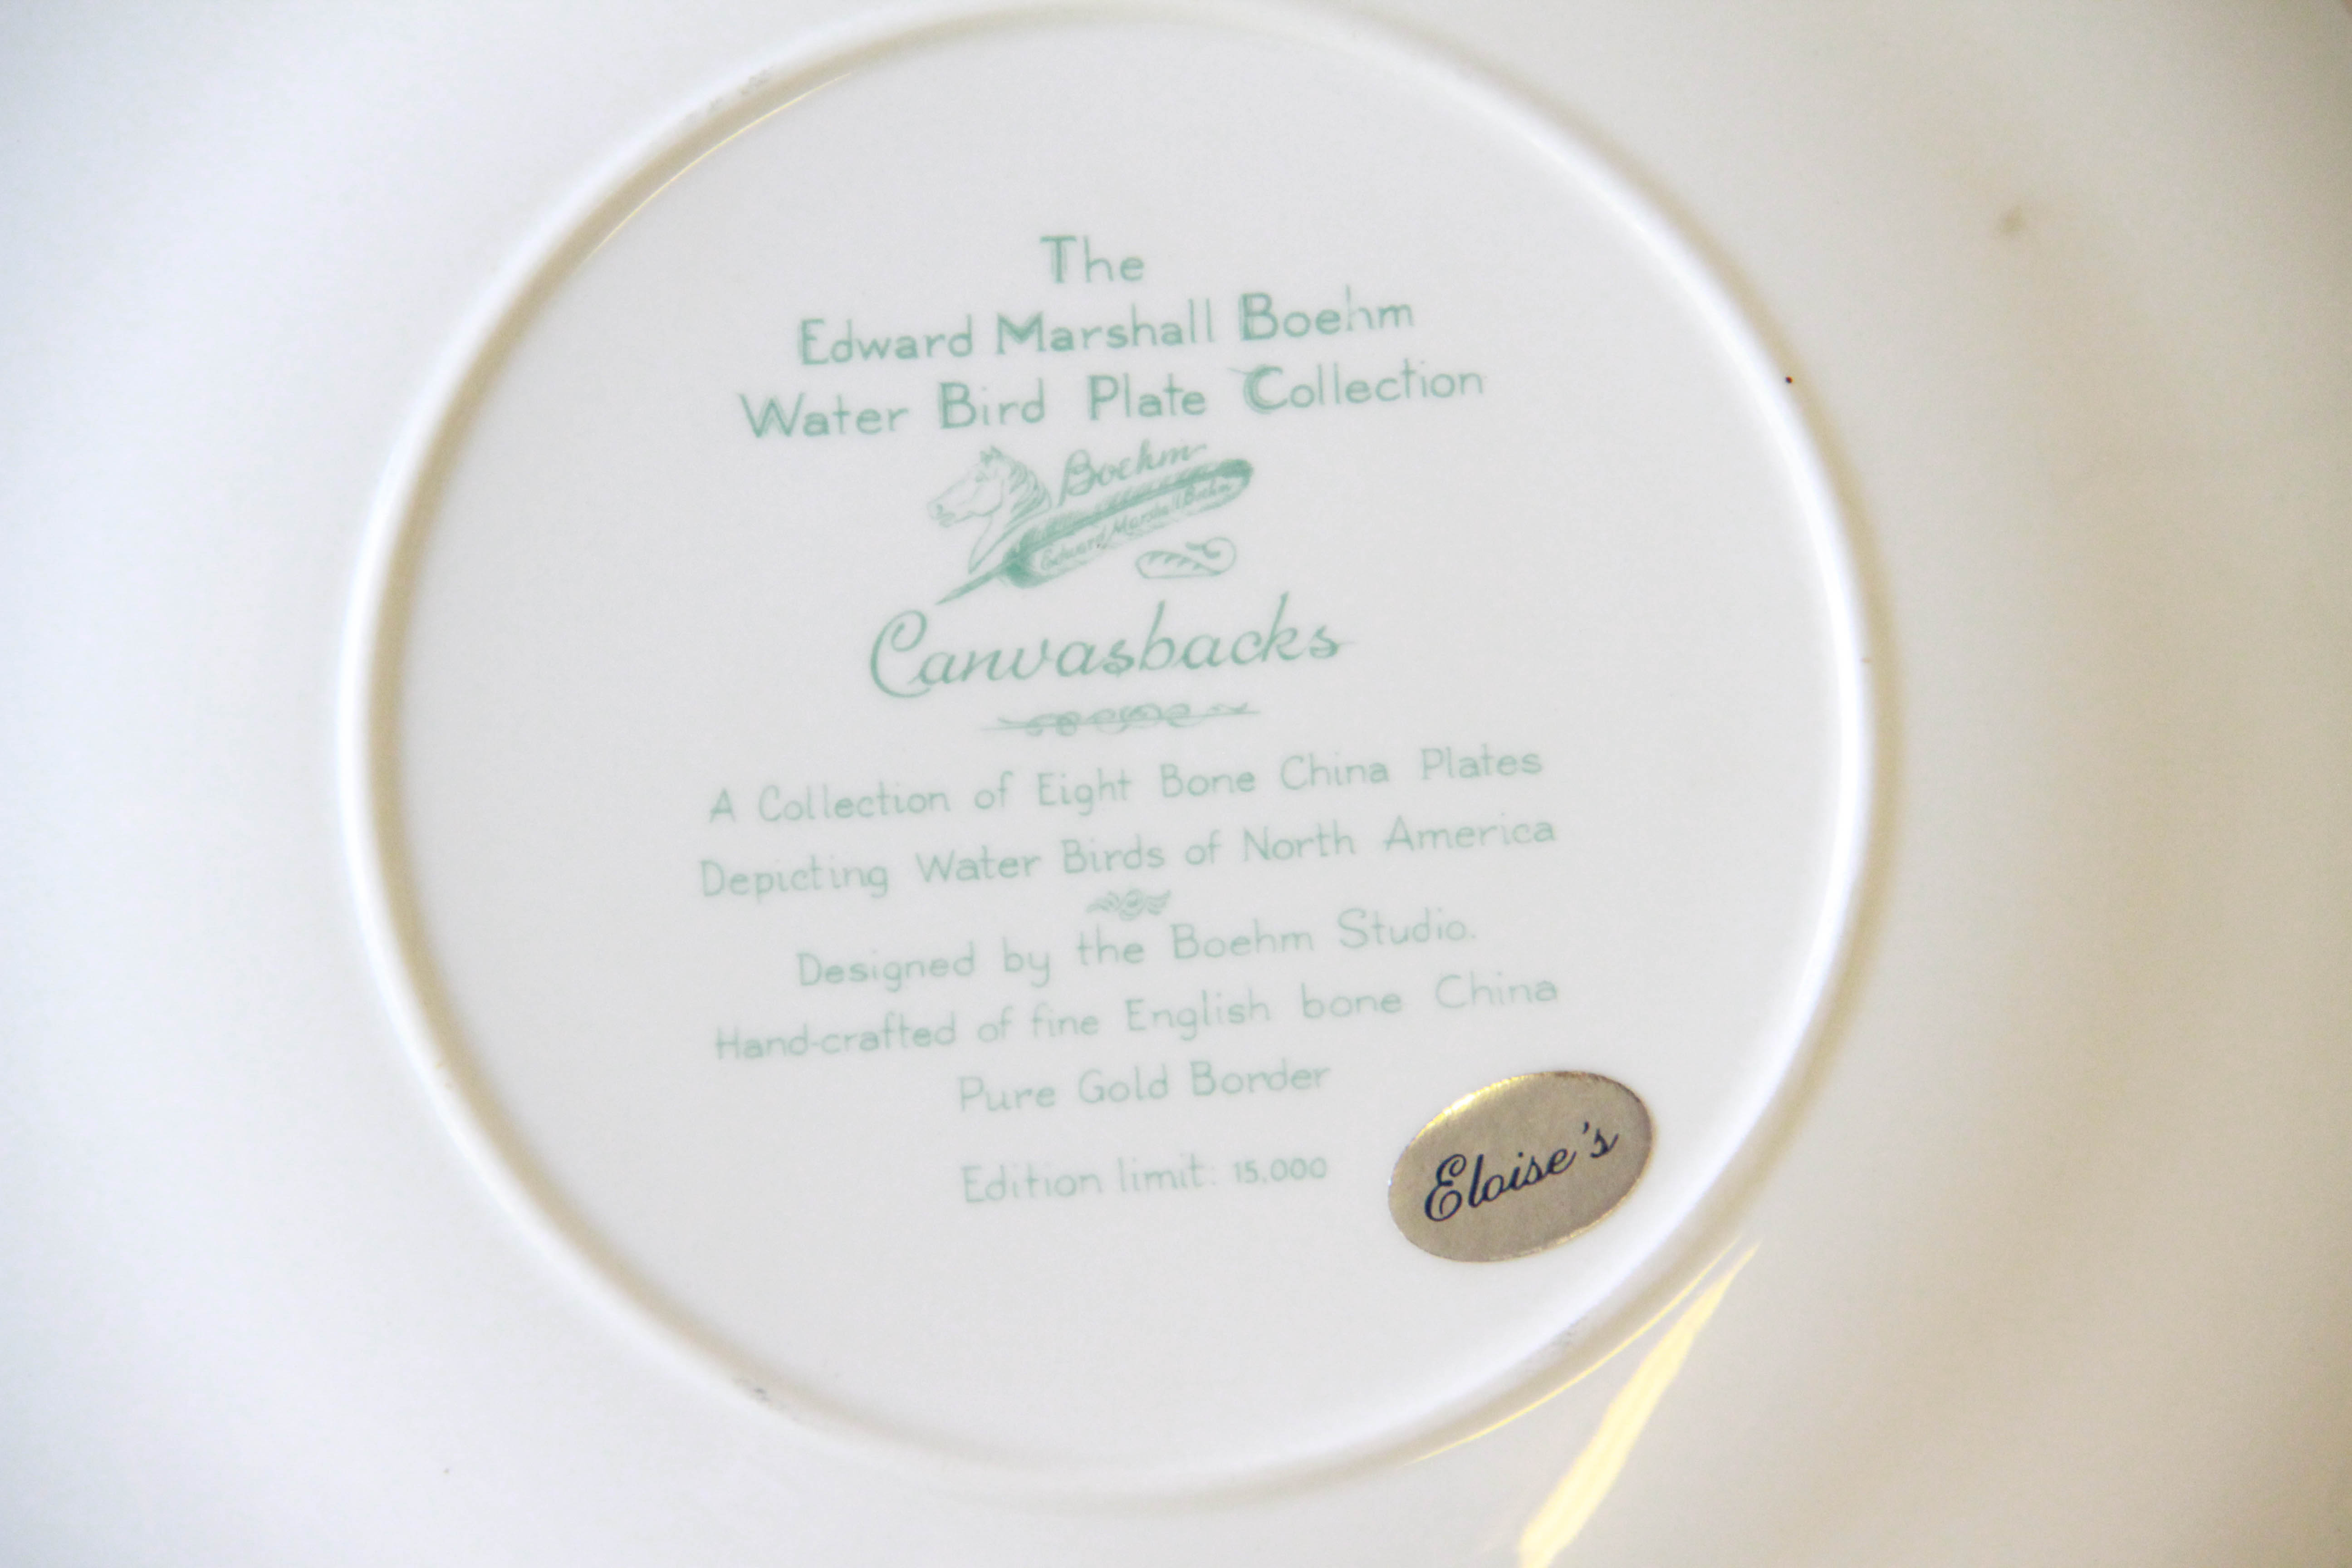 The
Edward Marshall Boehm
Water Bird Plate Collection
Boehm
Edward Marshall Boehm
Canvasbacks
A Collection of Eight Bone China Plates
Depicting Water Birds of North America
Designed by the Boehm Studio.
Hand-crafted of fine English bone China
Pure Gold Border
Edition limit: 15.000
Eloise's